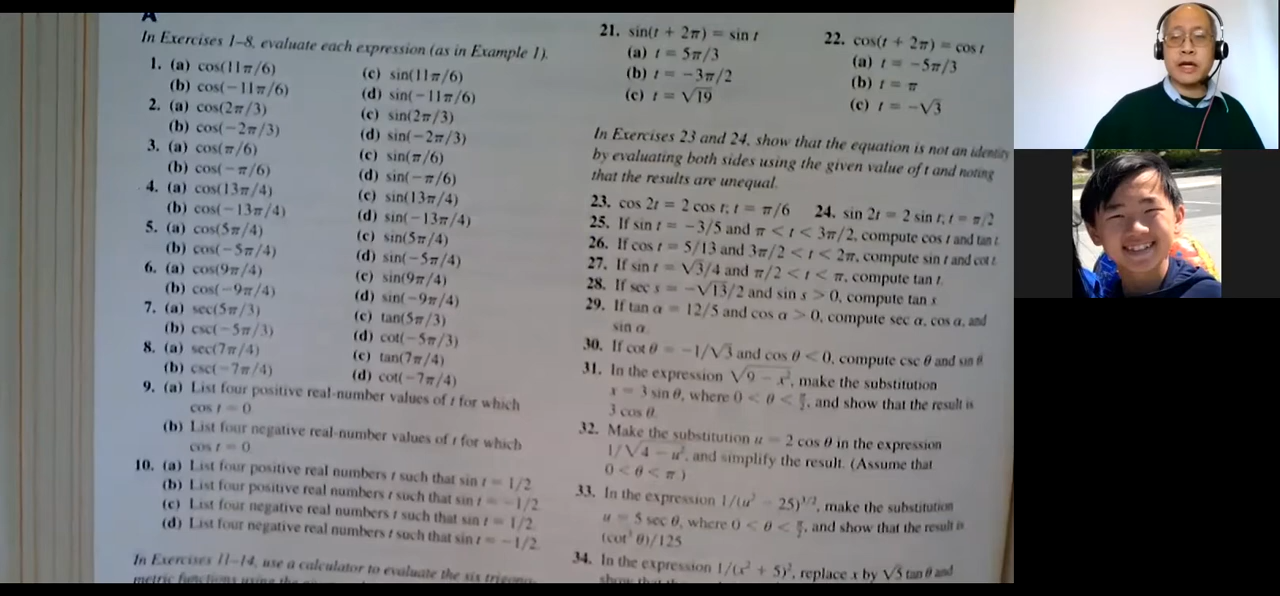 A
In Exercises 1–8, evaluate each expression (as in Example 1).
1. (a) cos(11π/6) (c) sin(11π/6)
(b) cos(−11π/6) (d) sin(−11π/6)
2. (a) cos(2π/3) (c) sin(2π/3)
(b) cos(−2π/3) (d) sin(−2π/3)
3. (a) cos(π/6) (c) sin(π/6)
(b) cos(−π/6) (d) sin(−π/6)
4. (a) cos(13π/4) (c) sin(13π/4)
(b) cos(−13π/4) (d) sin(−13π/4)
5. (a) cos(5π/4) (c) sin(5π/4)
(b) cos(−5π/4) (d) sin(−5π/4)
6. (a) cos(9π/4) (c) sin(9π/4)
(b) cos(−9π/4) (d) sin(−9π/4)
7. (a) sec(5π/3) (c) tan(5π/3)
(b) csc(−5π/3) (d) cot(−5π/3)
8. (a) sec(7π/4) (c) tan(7π/4)
(b) csc(−7π/4) (d) cot(−7π/4)
9. (a) List four positive real-number values of t for which
cos t = 0
(b) List four negative real-number values of t for which
cos t = 0
10. (a) List four positive real numbers t such that sin t = 1/2
(b) List four positive real numbers t such that sin t = −1/2
(c) List four negative real numbers t such that sin t = 1/2
(d) List four negative real numbers t such that sin t = −1/2
In Exercises 11–14, use a calculator to evaluate the six trigono-
metric functions using the
21. sin(t + 2π) = sin t
(a) t = 5π/3
(b) t = −3π/2
(c) t = √19
22. cos(t + 2π) = cos t
(a) t = −5π/3
(b) t = π
(c) t = −√3
In Exercises 23 and 24, show that the equation is not an identity
by evaluating both sides using the given value of t and noting
that the results are unequal.
23. cos 2t = 2 cos t; t = π/6 24. sin 2t = 2 sin t; t = π/2
25. If sin t = −3/5 and π < t < 3π/2, compute cos t and tan t.
26. If cos t = 5/13 and 3π/2 < t < 2π, compute sin t and cot t.
27. If sin t = √3/4 and π/2 < t < π, compute tan t.
28. If sec s = −√13/2 and sin s > 0, compute tan s
29. If tan α = 12/5 and cos α > 0, compute sec α, cos α, and
sin α.
30. If cot θ = −1/√3 and cos θ < 0, compute csc θ and sin θ.
31. In the expression √9 − x², make the substitution
x = 3 sin θ, where 0 < θ < π/2, and show that the result is
3 cos θ.
32. Make the substitution u = 2 cos θ in the expression
1/√4 − u², and simplify the result. (Assume that
0 < θ < π.)
33. In the expression 1/(u² − 25)³/², make the substitution
u = 5 sec θ, where 0 < θ < π/2, and show that the result is
(cot³ θ)/125
34. In the expression 1/(x² + 5)², replace x by √5 tan θ and
show that the